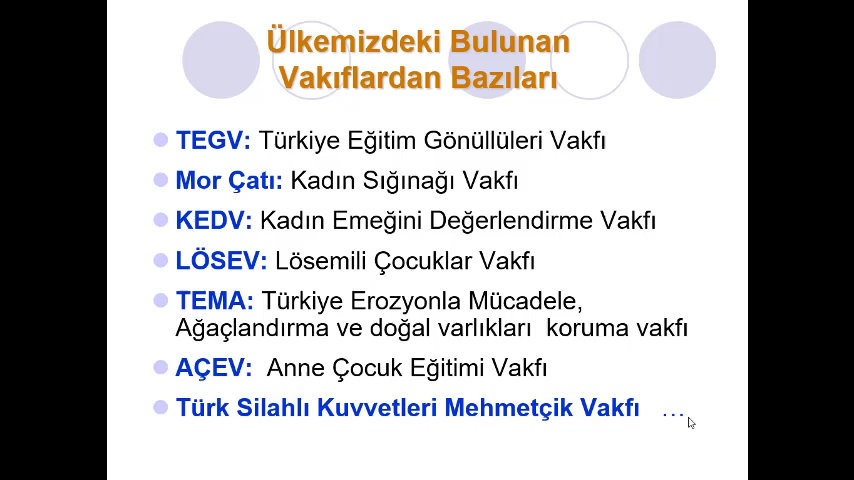 Ülkemizdeki Bulunan
Vakıflardan Bazıları
TEGV: Türkiye Eğitim Gönüllüleri Vakfı
Mor Çatı: Kadın Sığınağı Vakfı
KEDV: Kadın Emeğini Değerlendirme Vakfı
LÖSEV: Lösemili Çocuklar Vakfı
TEMA: Türkiye Erozyonla Mücadele,
Ağaçlandırma ve doğal varlıkları koruma vakfı
AÇEV: Anne Çocuk Eğitimi Vakfı
Türk Silahlı Kuvvetleri Mehmetçik Vakfı …